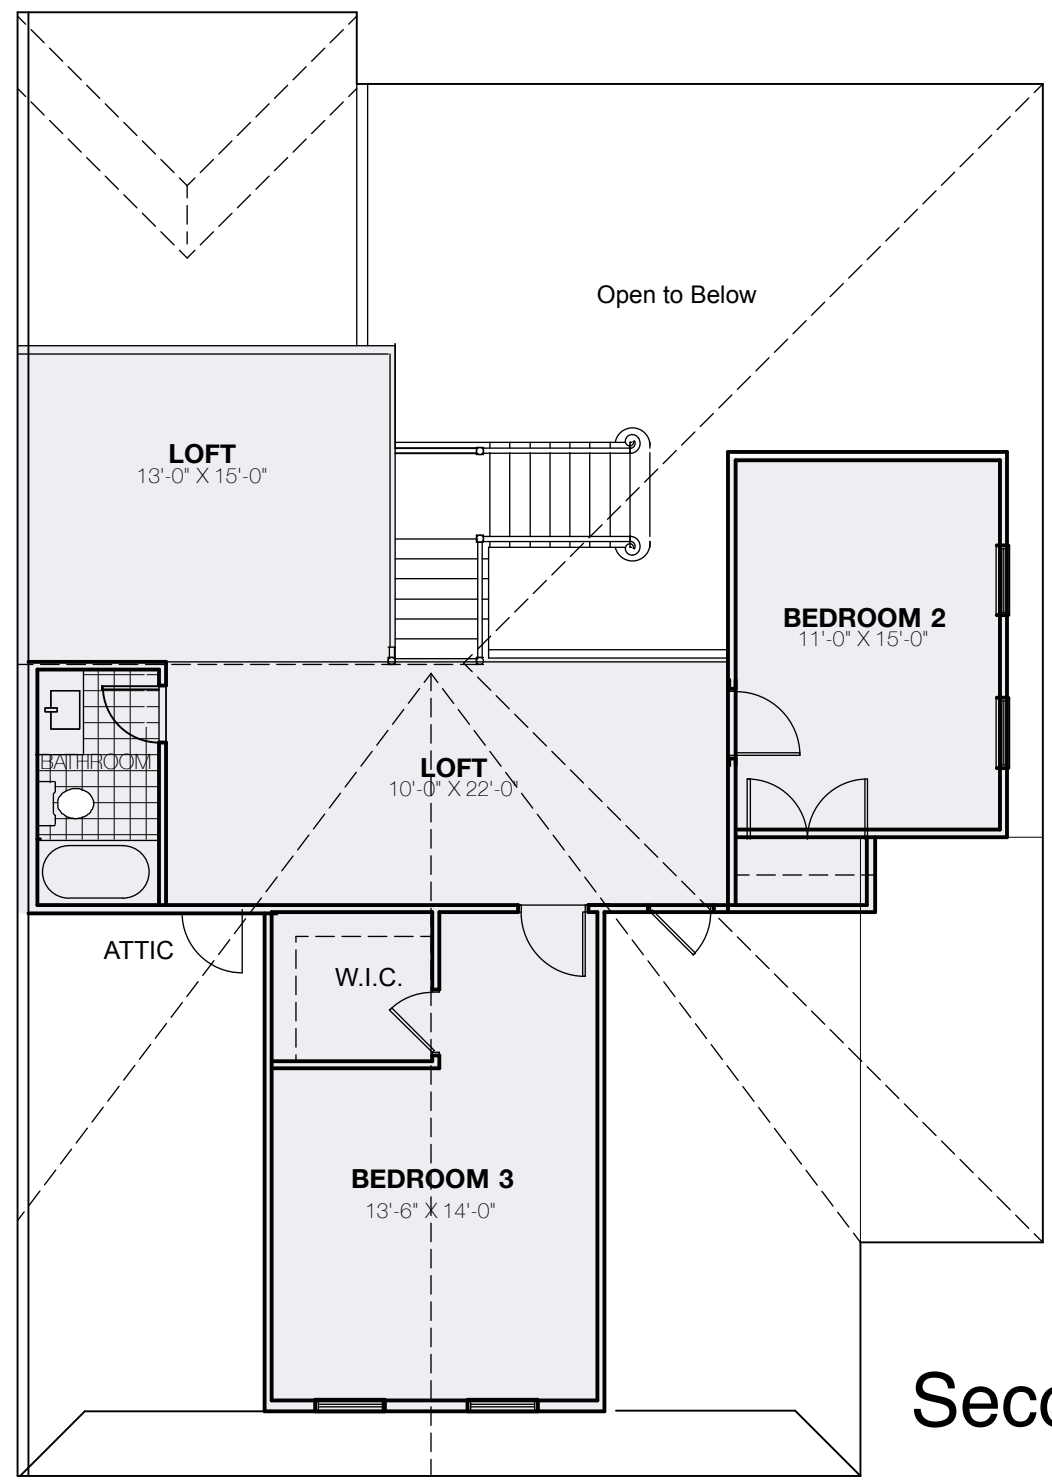 Open to Below
LOFT
13'-0" X 15'-0"
BEDROOM 2
11'-0" X 15'-0"
BATHROOM
LOFT
10'-0" X 22'-0"
ATTIC
W.I.C.
BEDROOM 3
13'-6" X 14'-0"
Seco